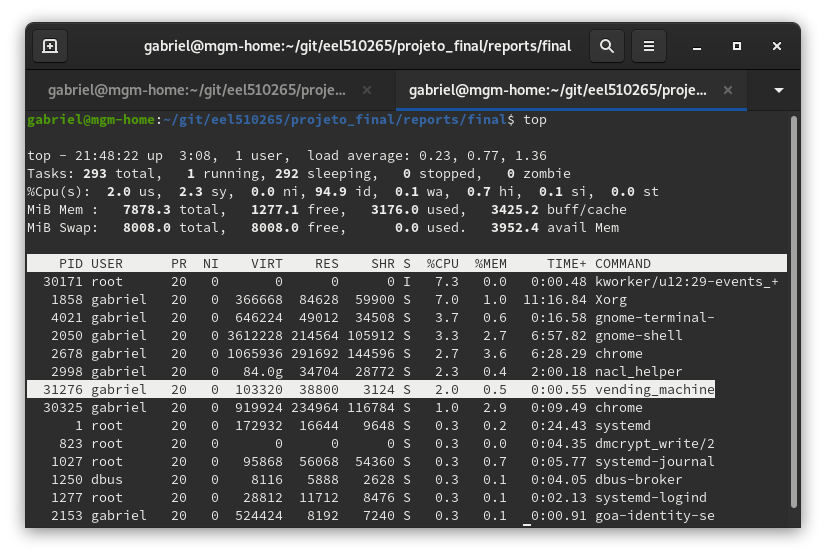 gabriel@mgm-home:~/git/eel510265/projeto_final/reports/final
gabriel@mgm-home:~/git/eel510265/proje... × gabriel@mgm-home:~/git/eel510265/proje... ×
gabriel@mgm-home:~/git/eel510265/projeto_final/reports/final$ top
top - 21:48:22 up  3:08,  1 user,  load average: 0.23, 0.77, 1.36
Tasks: 293 total,   1 running, 292 sleeping,   0 stopped,   0 zombie
%Cpu(s):  2.0 us,  2.3 sy,  0.0 ni, 94.9 id,  0.1 wa,  0.7 hi,  0.1 si,  0.0 st
MiB Mem :   7878.3 total,   1277.1 free,   3176.0 used,   3425.2 buff/cache
MiB Swap:   8008.0 total,   8008.0 free,      0.0 used.   3952.4 avail Mem
PID USER      PR  NI    VIRT    RES    SHR S  %CPU  %MEM     TIME+ COMMAND
30171 root      20   0       0      0      0 I   7.3   0.0   0:00.48 kworker/u12:29-events_+
1858 gabriel   20   0  366668  84628  59900 S   7.0   1.0  11:16.84 Xorg
4021 gabriel   20   0  646224  49012  34508 S   3.7   0.6   0:16.58 gnome-terminal-
2050 gabriel   20   0 3612228 214564 105912 S   3.3   2.7   6:57.82 gnome-shell
2678 gabriel   20   0 1065936 291692 144596 S   2.7   3.6   6:28.29 chrome
2998 gabriel   20   0   84.0g  34704  28772 S   2.3   0.4   2:00.18 nacl_helper
31276 gabriel   20   0  103320  38800   3124 S   2.0   0.5   0:00.55 vending_machine
30325 gabriel   20   0  919924 234964 116784 S   1.0   2.9   0:09.49 chrome
1 root      20   0  172932  16644   9648 S   0.3   0.2   0:24.43 systemd
823 root      20   0       0      0      0 S   0.3   0.0   0:04.35 dmcrypt_write/2
1027 root      20   0   95868  56068  54360 S   0.3   0.7   0:05.77 systemd-journal
1250 dbus      20   0    8116   5888   2628 S   0.3   0.1   0:04.05 dbus-broker
1277 root      20   0   28812  11712   8476 S   0.3   0.1   0:02.13 systemd-logind
2153 gabriel   20   0  524424   8192   7240 S   0.3   0.1   0:00.91 goa-identity-se